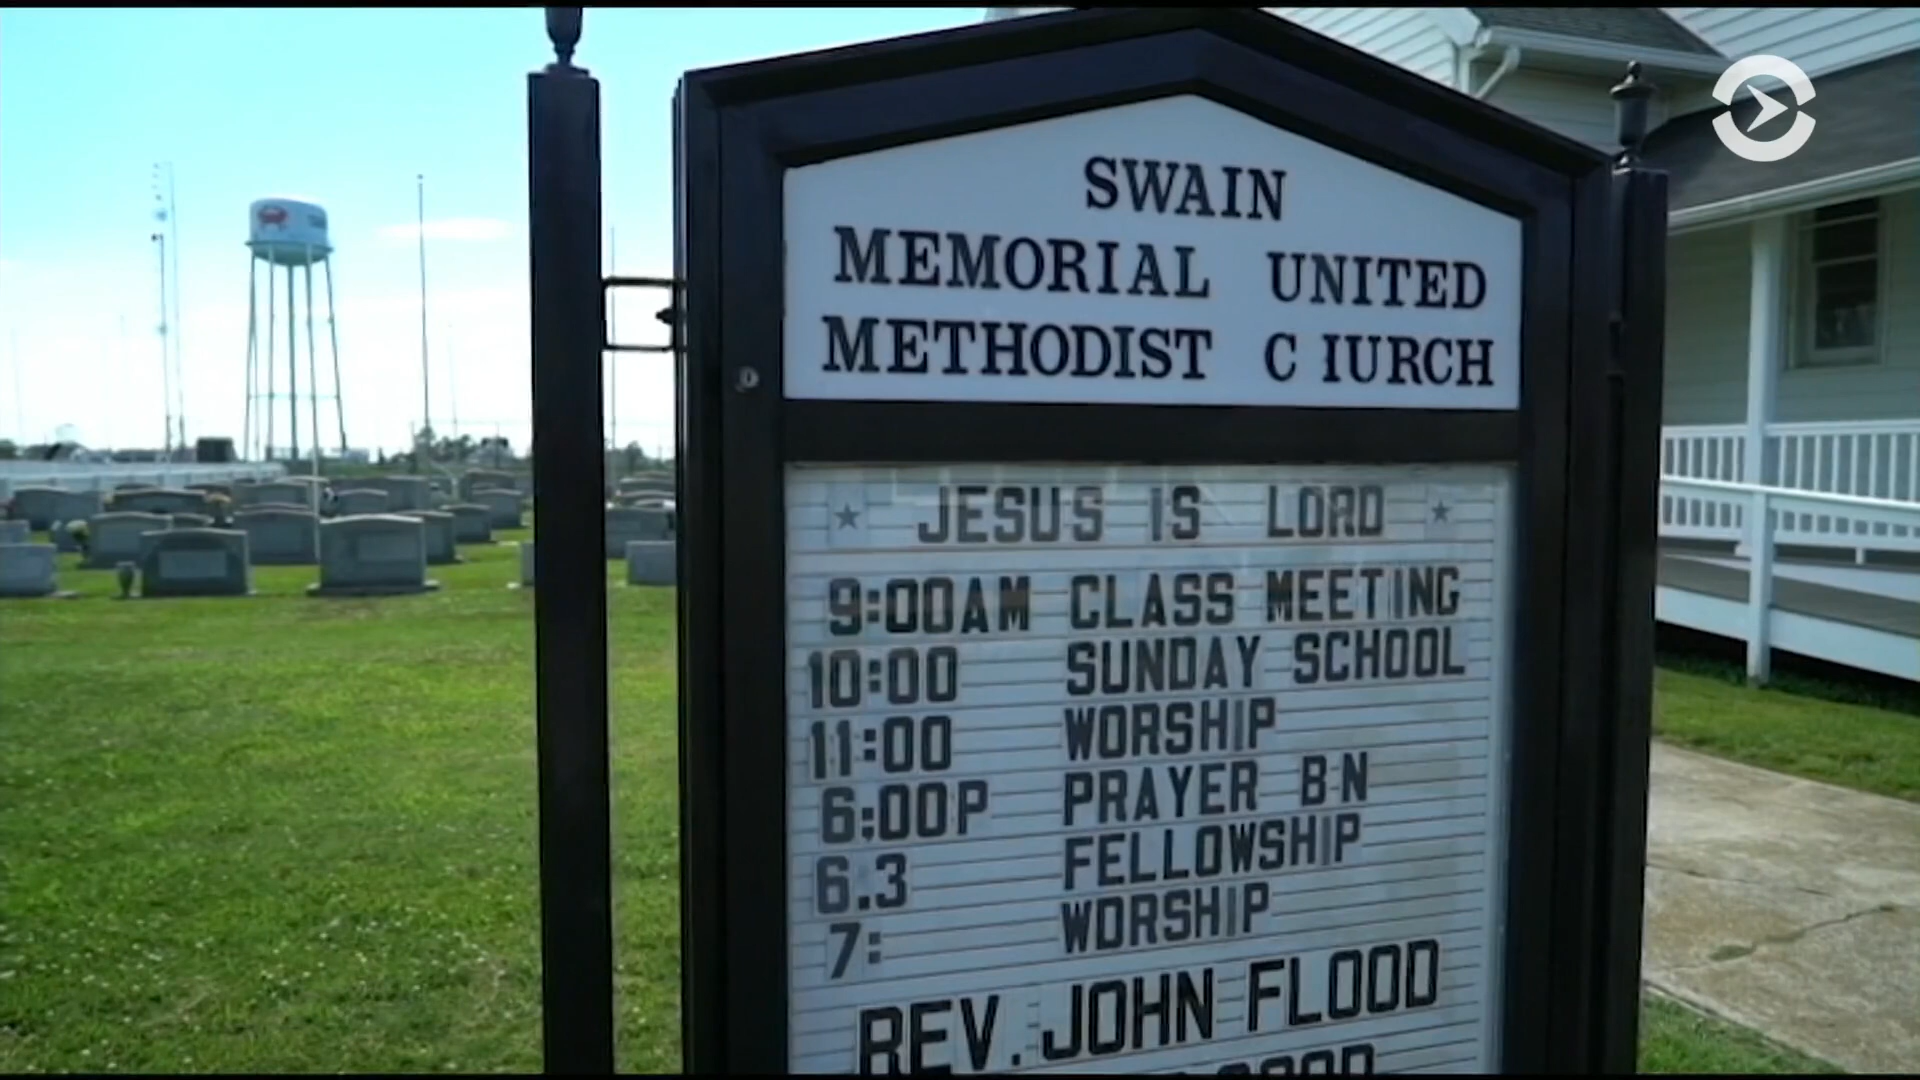 SWAIN
MEMORIAL UNITED
METHODIST C IURCH
★ JESUS IS LORD ★
9:00AM CLASS MEETING
10:00 SUNDAY SCHOOL
11:00 WORSHIP
6:00P PRAYER B-N
6.3 FELLOWSHIP
7: WORSHIP
REV. JOHN FLOOD